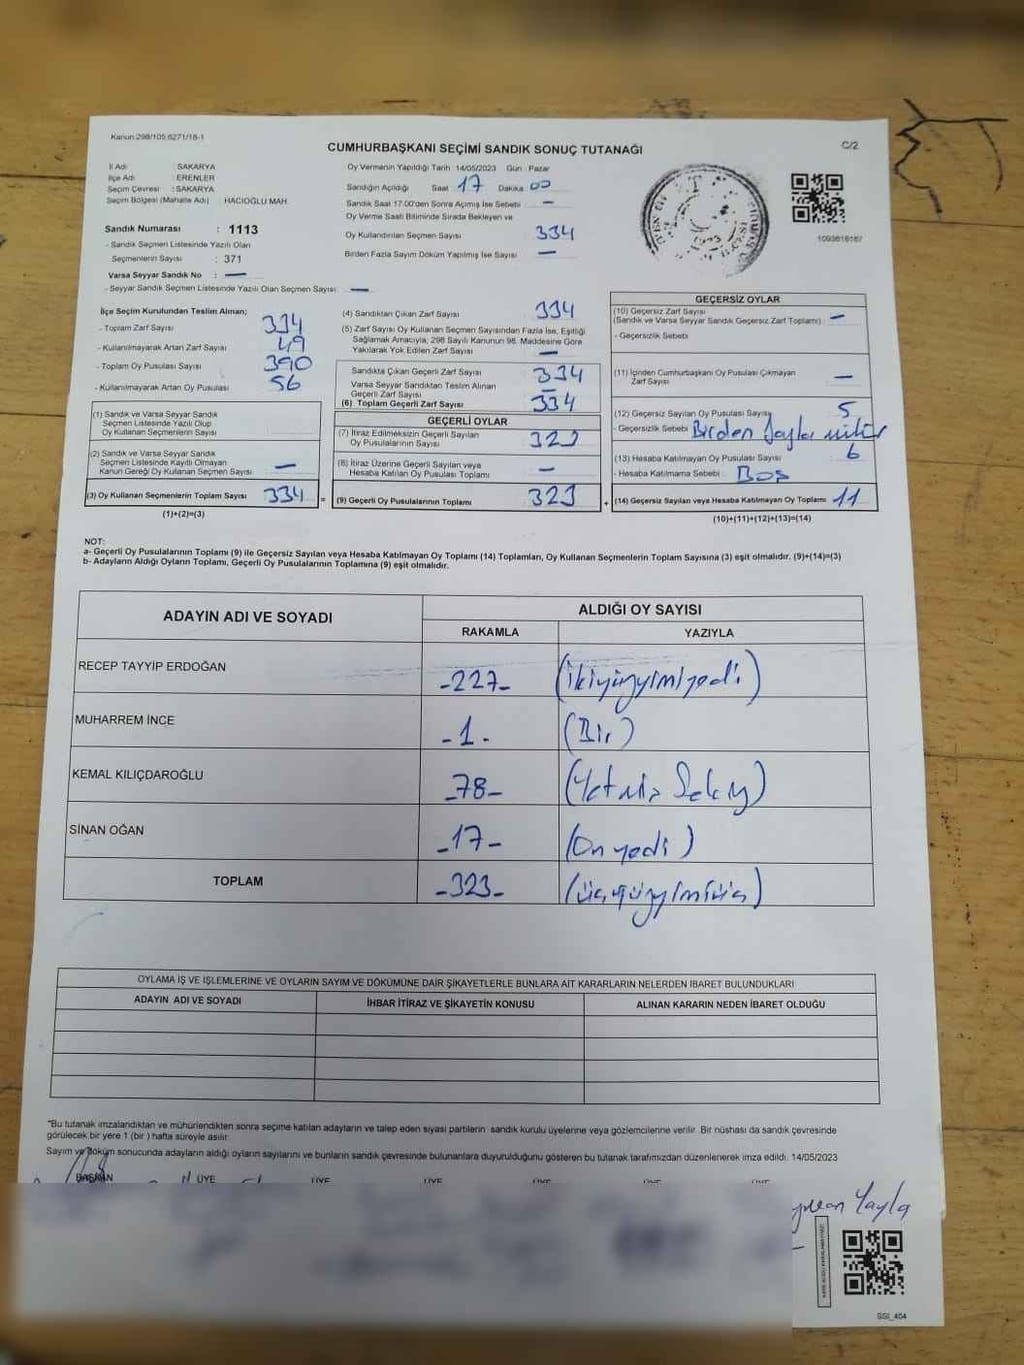 Kanun 298/105 6271/18-1
CUMHURBAŞKANI SEÇİMİ SANDIK SONUÇ TUTANAĞI
C/2
İl Adı : SAKARYA
İlçe Adı : ERENLER
Seçim Çevresi : SAKARYA
Seçim Bölgesi (Mahalle Adı) HACIOĞLU MAH.
Sandık Numarası : 1113
- Sandık Seçmen Listesinde Yazılı Olan
Seçmenlerin Sayısı : 371
Varsa Seyyar Sandık No : —
- Seyyar Sandık Seçmen Listesinde Yazılı Olan Seçmen Sayısı : —
Oy Vermenin Yapıldığı Tarih 14/05/2023 Gün : Pazar
Sandığın Açıldığı Saat 17 Dakika 00
Sandık Saat 17.00'den Sonra Açılmış İse Sebebi —
Oy Verme Saati Bitiminde Sırada Bekleyen ve
Oy Kullandırılan Seçmen Sayısı 334
Birden Fazla Sayım Döküm Yapılmış İse Sayısı —
1093616167
İlçe Seçim Kurulundan Teslim Alınan;
- Toplam Zarf Sayısı
- Kullanılmayarak Artan Zarf Sayısı 49
- Toplam Oy Pusulası Sayısı 390
- Kullanılmayarak Artan Oy Pusulası 56
(1) Sandık ve Varsa Seyyar Sandık
Seçmen Listesinde Yazılı Olup
Oy Kullanan Seçmenlerin Sayısı
(2) Sandık ve Varsa Seyyar Sandık
Seçmen Listesinde Kayıtlı Olmayan
Kanun Gereği Oy Kullanan Seçmen Sayısı —
(3) Oy Kullanan Seçmenlerin Toplam Sayısı 334 =
(1)+(2)=(3)
(4) Sandıktan Çıkan Zarf Sayısı 334
(5) Zarf Sayısı Oy Kullanan Seçmen Sayısından Fazla İse, Eşitliği
Sağlamak Amacıyla, 298 Sayılı Kanunun 98. Maddesine Göre
Yakılarak Yok Edilen Zarf Sayısı —
Sandıkta Çıkan Geçerli Zarf Sayısı 334
Varsa Seyyar Sandıktan Teslim Alınan
Geçerli Zarf Sayısı —
(6) Toplam Geçerli Zarf Sayısı 334
GEÇERLİ OYLAR
(7) İtiraz Edilmeksizin Geçerli Sayılan
Oy Pusulalarının Sayısı 323
(8) İtiraz Üzerine Geçerli Sayılan veya
Hesaba Katılan Oy Pusulalası Toplamı —
(9) Geçerli Oy Pusulalarının Toplamı 323 +
GEÇERSİZ OYLAR
(10) Geçersiz Zarf Sayısı
(Sandık ve Varsa Seyyar Sandık Geçersiz Zarf Toplamı) —
- Geçersizlik Sebebi
(11) İçinden Cumhurbaşkanı Oy Pusulası Çıkmayan
Zarf Sayısı —
(12) Geçersiz Sayılan Oy Pusulası Sayısı 5
- Geçersizlik Sebebi Birden fazla mühür
(13) Hesaba Katılmayan Oy Pusulası Sayısı 6
- Hesaba Katılmama Sebebi : Boş
(14) Geçersiz Sayılan veya Hesaba Katılmayan Oy Toplamı 11
(10)+(11)+(12)+(13)=(14)
NOT:
a- Geçerli Oy Pusulalarının Toplamı (9) ile Geçersiz Sayılan veya Hesaba Katılmayan Oy Toplamı (14) Toplamları, Oy Kullanan Seçmenlerin Toplam Sayısına (3) eşit olmalıdır. (9)+(14)=(3)
b- Adayların Aldığı Oyların Toplamı, Geçerli Oy Pusulalarının Toplamına (9) eşit olmalıdır.
ADAYIN ADI VE SOYADI ALDIĞI OY SAYISI
RAKAMLA YAZIYLA
RECEP TAYYİP ERDOĞAN -227- (ikiyüzyirmiyedi)
MUHARREM İNCE -1- (Bir)
KEMAL KILIÇDAROĞLU -78- (Yetmiş Sekiz)
SİNAN OĞAN -17- (On yedi)
TOPLAM -323- (üçyüzyirmiüç)
OYLAMA İŞ VE İŞLEMLERİNE VE OYLARIN SAYIM VE DÖKÜMÜNE DAİR ŞİKAYETLERLE BUNLARA AİT KARARLARIN NELERDEN İBARET BULUNDUKLARI
ADAYIN ADI VE SOYADI İHBAR İTİRAZ VE ŞİKAYETİN KONUSU ALINAN KARARIN NEDEN İBARET OLDUĞU
*Bu tutanak imzalandıktan ve mühürlendikten sonra seçime katılan adayların ve talep eden siyasi partilerin sandık kurulu üyelerine veya gözlemcilerine verilir. Bir nüshası da sandık çevresinde
görülecek bir yere 1 (bir) hafta süreyle asılır.
Sayım ve döküm sonucunda adayların aldığı oyların sayılarını ve bunların sandık çevresinde bulunanlara duyurulduğunu gösteren bu tutanak tarafımızdan düzenlenerek imza edildi. 14/05/2023
BAŞKAN ÜYE ÜYE ÜYE ÜYE ÜYE ÜYE
Yayla
SSI_404